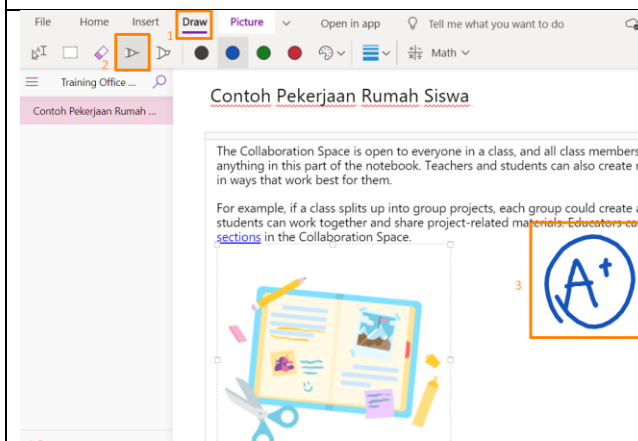 File Home Insert Draw Picture Open in app Tell me what you want to do
1
2
Math
Training Office ...
Contoh Pekerjaan Rumah ...
Contoh Pekerjaan Rumah Siswa
The Collaboration Space is open to everyone in a class, and all class members
anything in this part of the notebook. Teachers and students can also create
in ways that work best for them.
For example, if a class splits up into group projects, each group could create
students can work together and share project-related materials. Educators
sections in the Collaboration Space.
3
A+